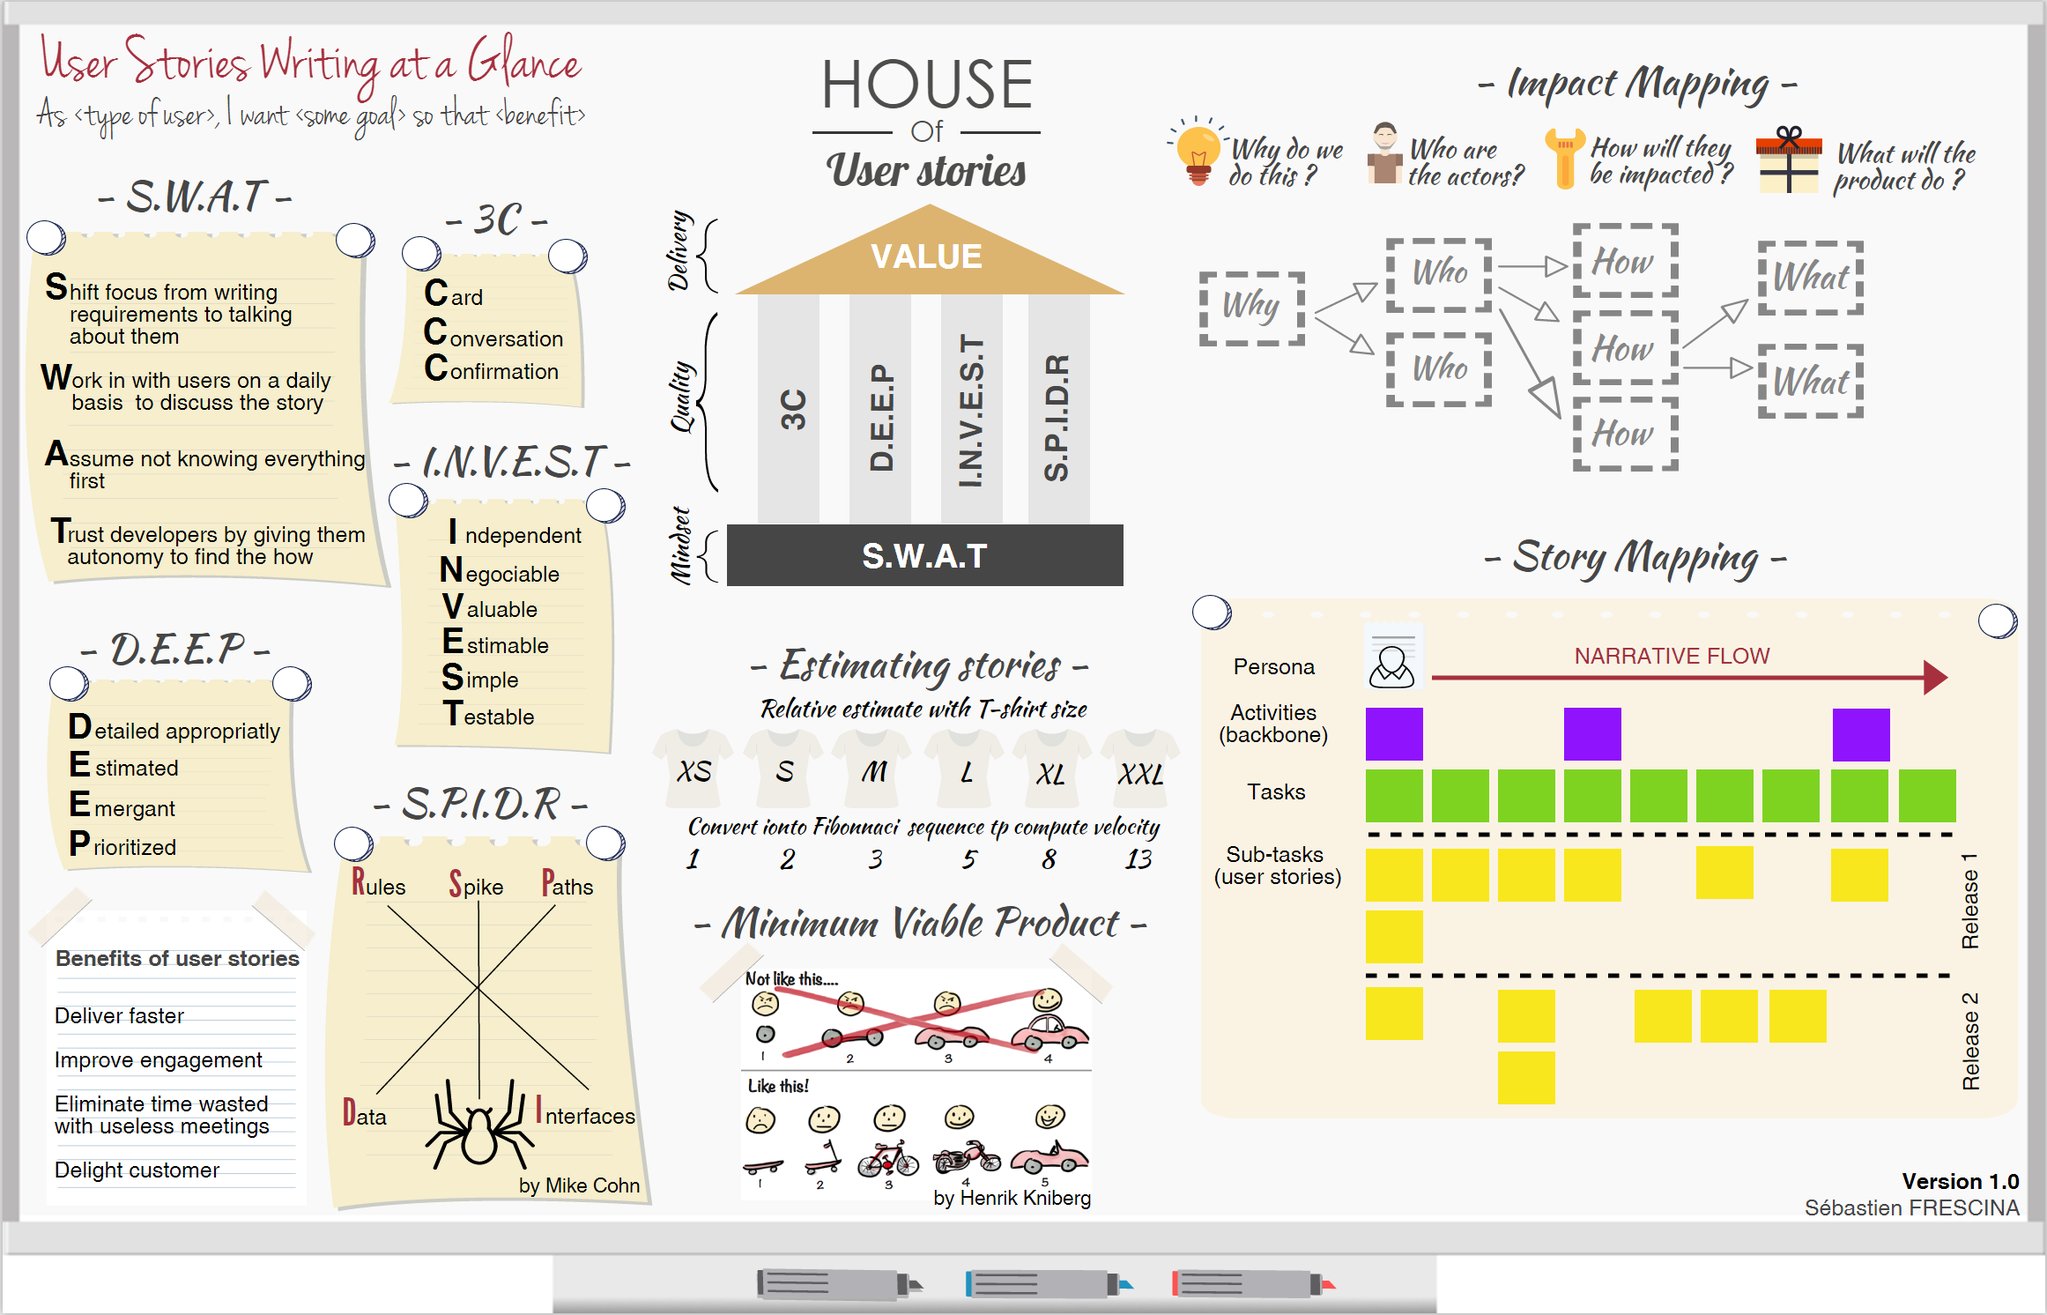 User Stories Writing at a Glance
As <type of user>, I want <some goal> so that <benefit>
- S.W.A.T -
Shift focus from writing
requirements to talking
about them
Work in with users on a daily
basis to discuss the story
Assume not knowing everything
first
Trust developers by giving them
autonomy to find the how
- 3C -
Card
Conversation
Confirmation
- I.N.V.E.S.T -
Independent
Negociable
Valuable
Estimable
Simple
Testable
- D.E.E.P -
Detailed appropriatly
Estimated
Emergant
Prioritized
- S.P.I.D.R -
Rules Spike Paths
Data Interfaces
by Mike Cohn
Benefits of user stories
Deliver faster
Improve engagement
Eliminate time wasted
with useless meetings
Delight customer
HOUSE
Of
User stories
Delivery
VALUE
Quality
3C
D.E.E.P
I.N.V.E.S.T
S.P.I.D.R
Mindset
S.W.A.T
- Estimating stories -
Relative estimate with T-shirt size
XS S M L XL XXL
Convert ionto Fibonnaci sequence tp compute velocity
1 2 3 5 8 13
- Minimum Viable Product -
Not like this....
1 2 3 4
Like this!
1 2 3 4 5
by Henrik Kniberg
- Impact Mapping -
Why do we
do this ?
Who are
the actors?
How will they
be impacted ?
What will the
product do ?
Why
Who
Who
How
How
How
What
What
- Story Mapping -
Persona
NARRATIVE FLOW
Activities
(backbone)
Tasks
Sub-tasks
(user stories)
Release 1
Release 2
Version 1.0
Sébastien FRESCINA